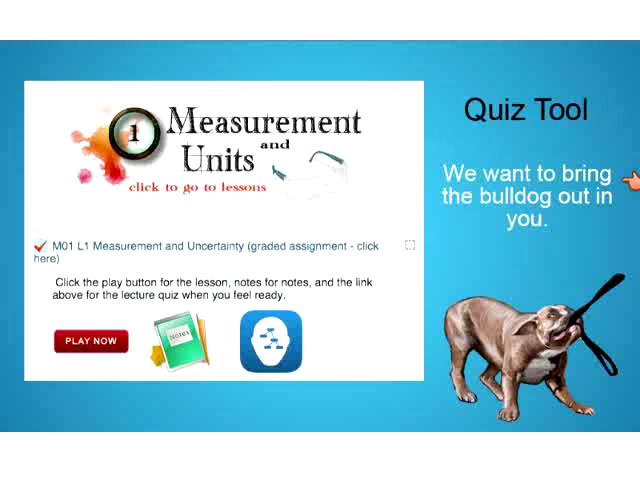 1 Measurement
and
Units
click to go to lessons
M01 L1 Measurement and Uncertainty (graded assignment - click
here)
Click the play button for the lesson, notes for notes, and the link
above for the lecture quiz when you feel ready.
PLAY NOW
NOTES
Quiz Tool
We want to bring
the bulldog out in
you.